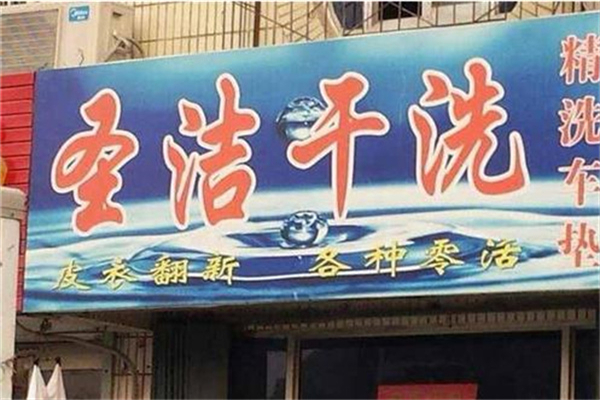 圣洁干洗
皮衣翻新 各种零活
精洗车垫